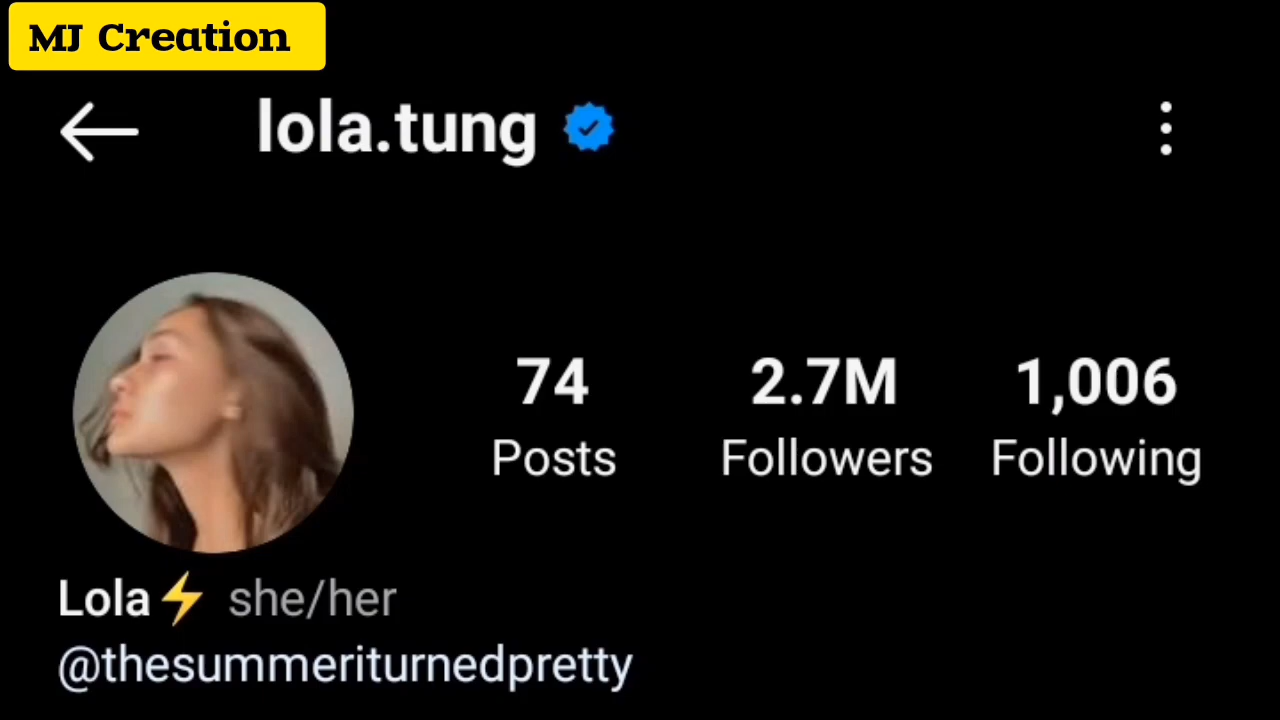 MJ Creation
lola.tung
74 2.7M 1,006
Posts Followers Following
Lola⚡ she/her
@thesummeriturnedpretty